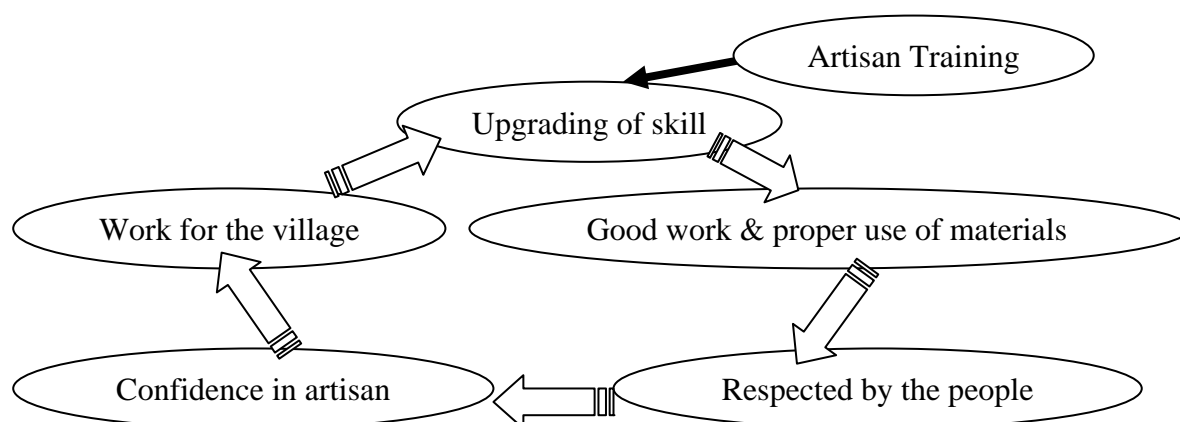 Artisan Training
Upgrading of skill
Work for the village
Good work & proper use of materials
Confidence in artisan
Respected by the people